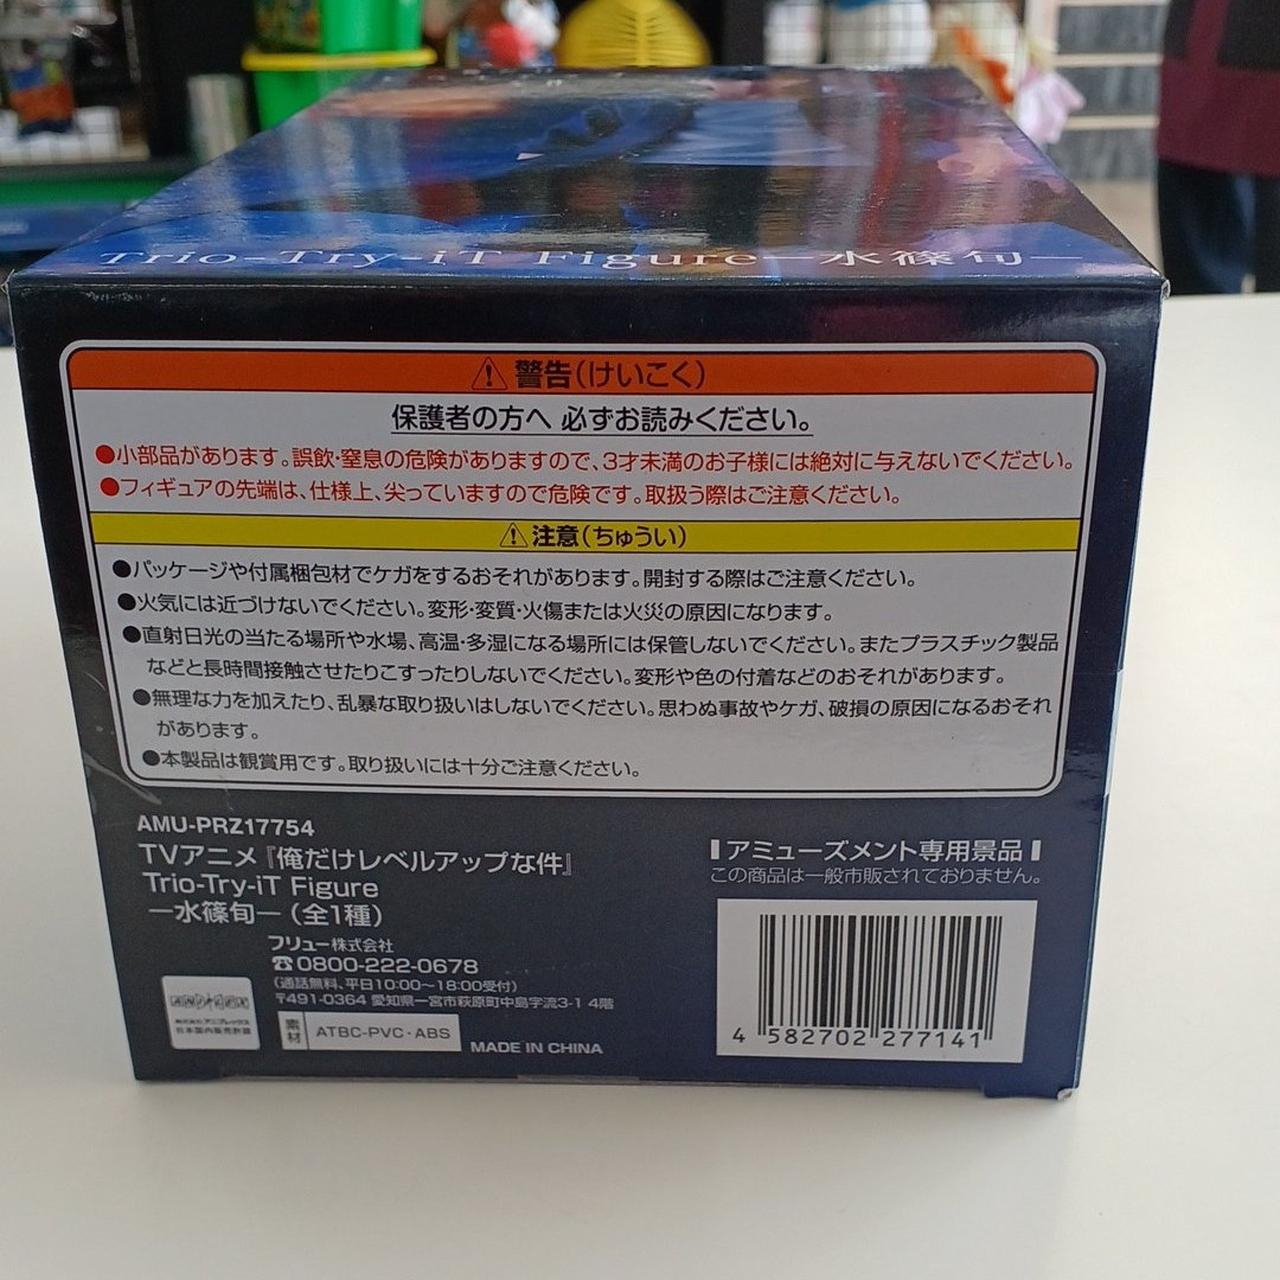 Trio-Try-iT Figure—水篠旬—
⚠警告(けいこく)
保護者の方へ 必ずお読みください。
●小部品があります。誤飲・窒息の危険がありますので、3才未満のお子様には絶対に与えないでください。
●フィギュアの先端は、仕様上、尖っていますので危険です。取扱う際はご注意ください。
⚠注意(ちゅうい)
●パッケージや付属梱包材でケガをするおそれがあります。開封する際はご注意ください。
●火気には近づけないでください。変形・変質・火傷または火災の原因になります。
●直射日光の当たる場所や水場、高温・多湿になる場所には保管しないでください。またプラスチック製品
などと長時間接触させたりこすったりしないでください。変形や色の付着などのおそれがあります。
●無理な力を加えたり、乱暴な取り扱いはしないでください。思わぬ事故やケガ、破損の原因になるおそれ
があります。
●本製品は観賞用です。取り扱いには十分ご注意ください。
AMU-PRZ17754
TVアニメ『俺だけレベルアップな件』
Trio-Try-iT Figure
—水篠旬—(全1種)
フリュー株式会社
☎0800-222-0678
(通話無料、平日10:00～18:00受付)
〒491-0364 愛知県一宮市萩原町中島字流3-1 4階
株式会社アニプレックス
日本国内販売許諾
素材 ATBC-PVC・ABS
MADE IN CHINA
アミューズメント専用景品
この商品は一般市販されておりません。
4 582702 277141